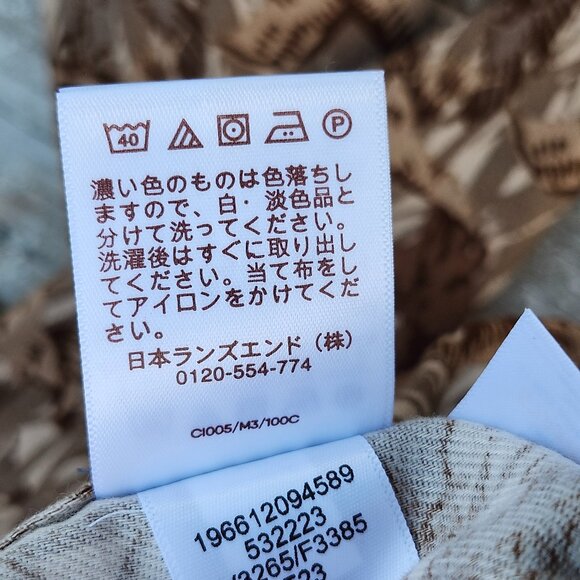 40
P
濃い色のものは色落ちし
ますので、白・淡色品と
分けて洗ってください。
洗濯後はすぐに取り出し
てください。当て布をし
てアイロンをかけてくだ
さい。
日本ランズエンド（株）
0120-554-774
CI005/M3/100C
196612094589
532223
/3265/F3385